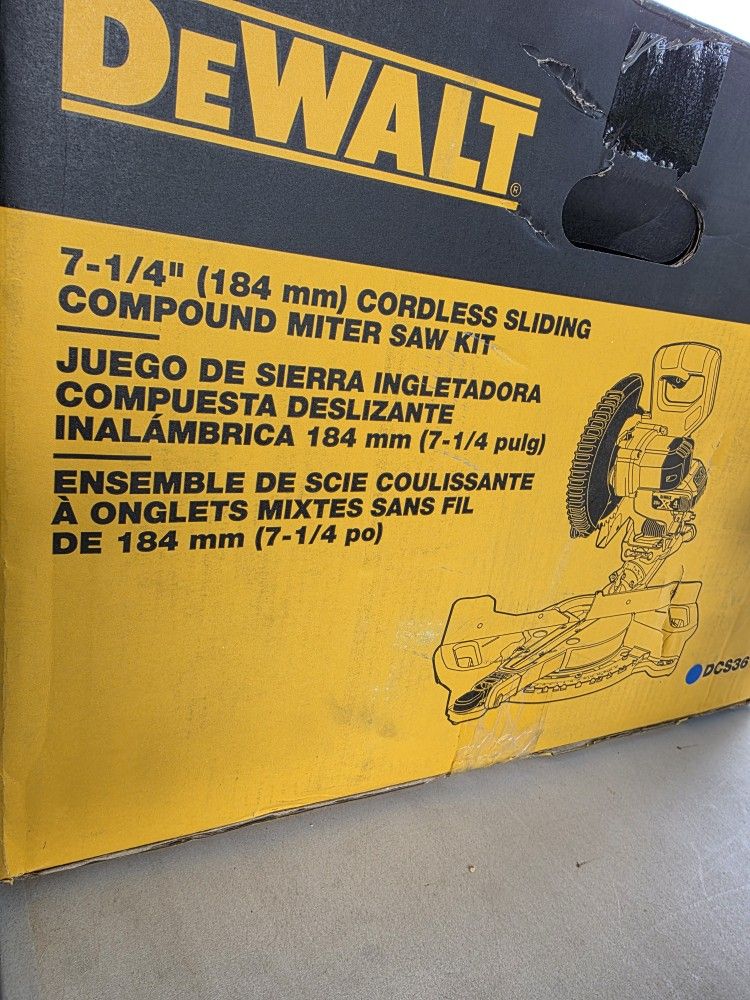 DEWALT®
7-1/4" (184 mm) CORDLESS SLIDING
COMPOUND MITER SAW KIT
JUEGO DE SIERRA INGLETADORA
COMPUESTA DESLIZANTE
INALÁMBRICA 184 mm (7-1/4 pulg)
ENSEMBLE DE SCIE COULISSANTE
À ONGLETS MIXTES SANS FIL
DE 184 mm (7-1/4 po)
DCS36